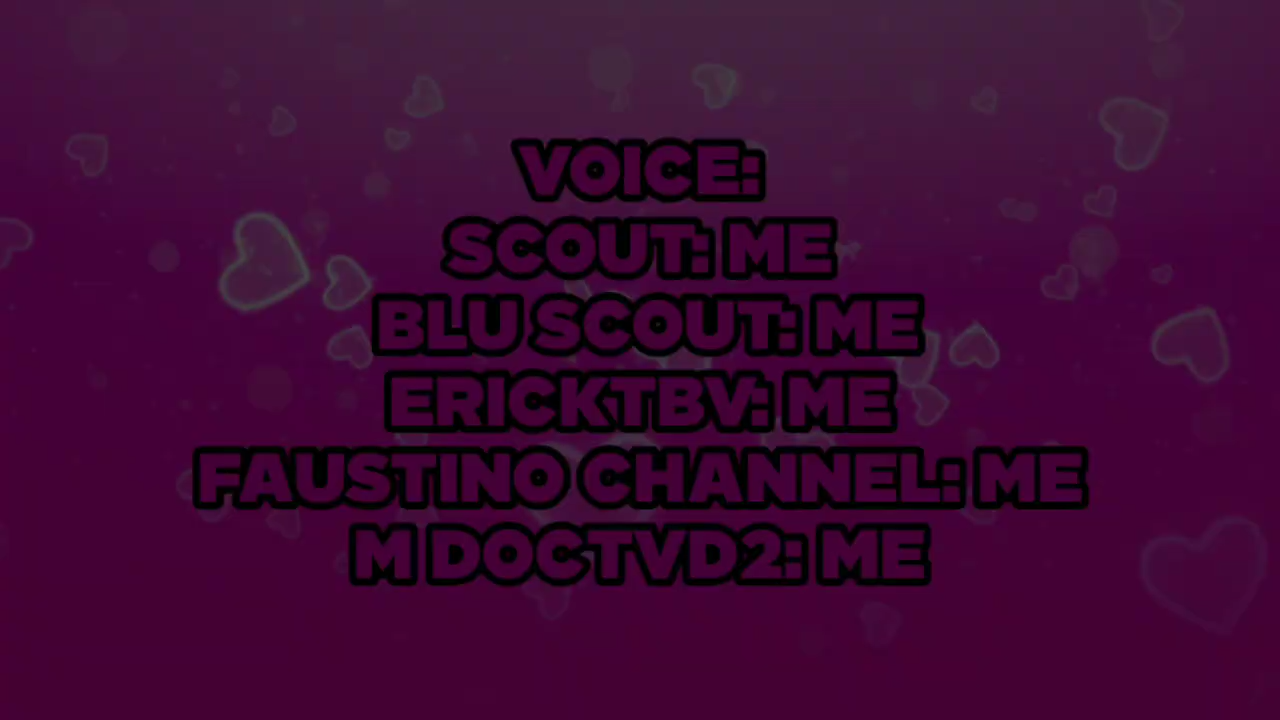 VOICE:
SCOUT: ME
BLU SCOUT: ME
ERICKTBV: ME
FAUSTINO CHANNEL: ME
M DOCTVD2: ME